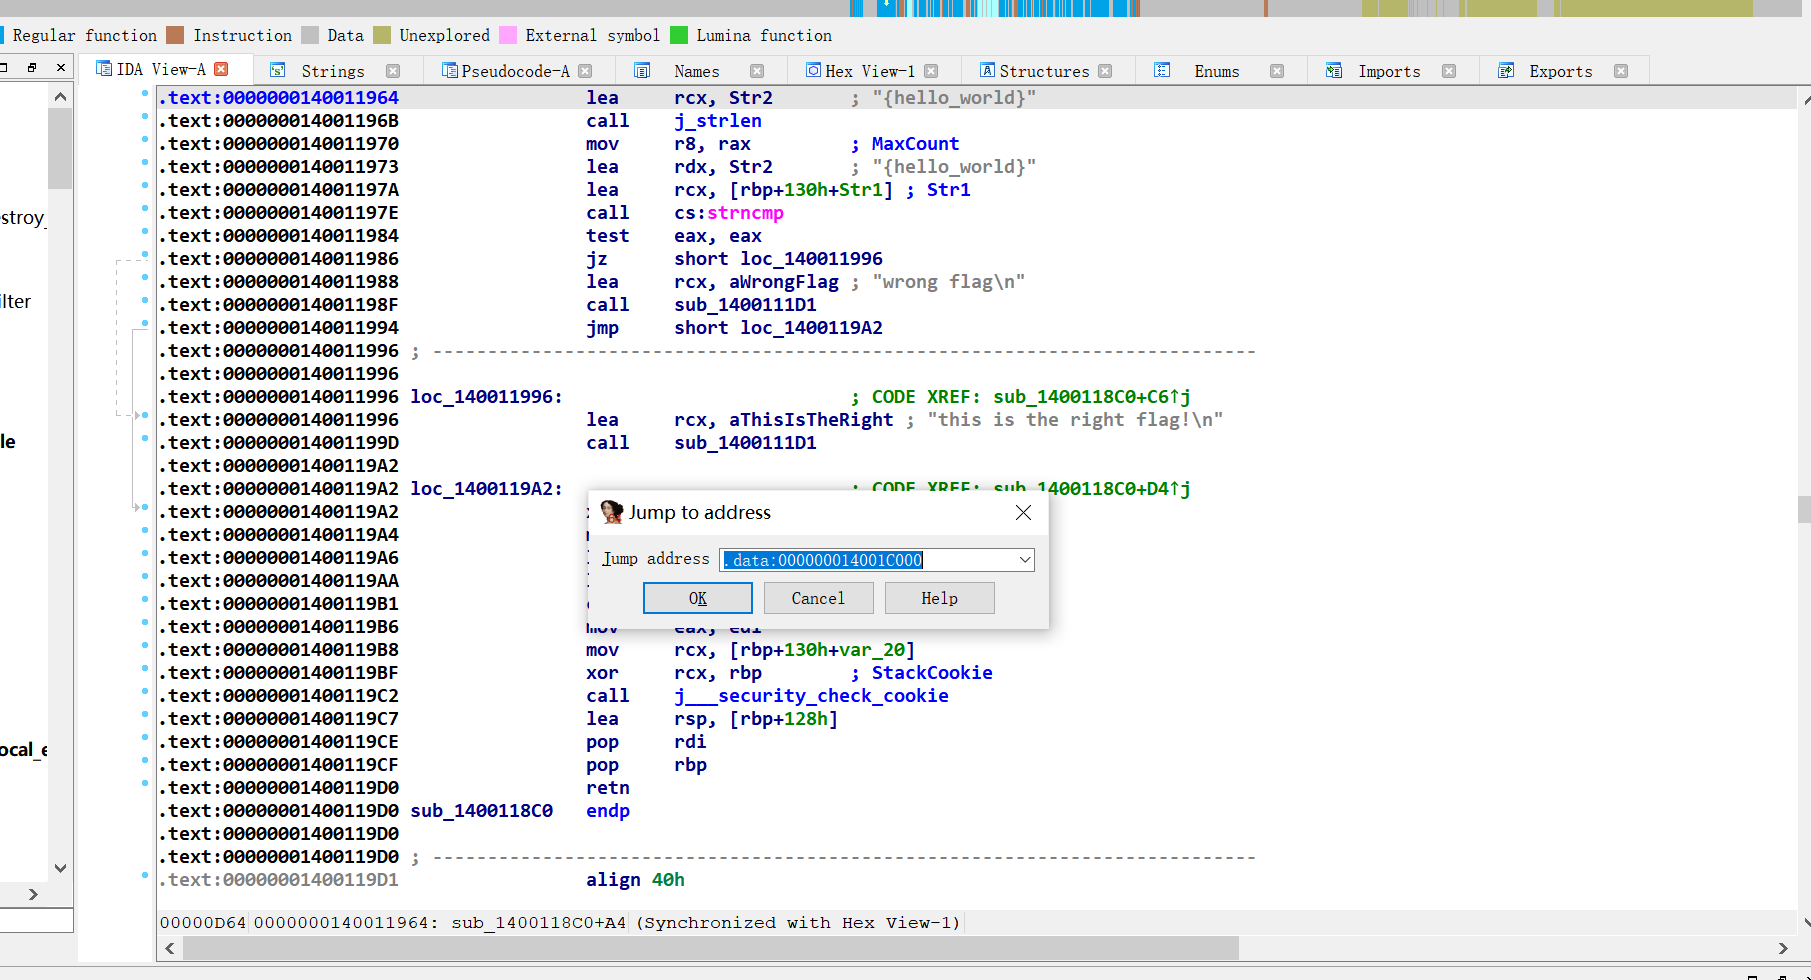 Regular function Instruction Data Unexplored External symbol Lumina function
IDA View-A Strings Pseudocode-A Names Hex View-1 Structures Enums Imports Exports
estroy_
ilter
le
ocal_e
.text:0000000140011964 lea rcx, Str2 ; "{hello_world}"
.text:000000014001196B call j_strlen
.text:0000000140011970 mov r8, rax ; MaxCount
.text:0000000140011973 lea rdx, Str2 ; "{hello_world}"
.text:000000014001197A lea rcx, [rbp+130h+Str1] ; Str1
.text:000000014001197E call cs:strncmp
.text:0000000140011984 test eax, eax
.text:0000000140011986 jz short loc_140011996
.text:0000000140011988 lea rcx, aWrongFlag ; "wrong flag\n"
.text:000000014001198F call sub_1400111D1
.text:0000000140011994 jmp short loc_1400119A2
.text:0000000140011996 ; ---------------------------------------------------------------------------
.text:0000000140011996
.text:0000000140011996 loc_140011996: ; CODE XREF: sub_1400118C0+C6↑j
.text:0000000140011996 lea rcx, aThisIsTheRight ; "this is the right flag!\n"
.text:000000014001199D call sub_1400111D1
.text:00000001400119A2
.text:00000001400119A2 loc_1400119A2: ; CODE XREF: sub_1400118C0+D4↑j
.text:00000001400119A2
.text:00000001400119A4
.text:00000001400119A6
.text:00000001400119AA
.text:00000001400119B1
.text:00000001400119B6 mov eax, edi
.text:00000001400119B8 mov rcx, [rbp+130h+var_20]
.text:00000001400119BF xor rcx, rbp ; StackCookie
.text:00000001400119C2 call j___security_check_cookie
.text:00000001400119C7 lea rsp, [rbp+128h]
.text:00000001400119CE pop rdi
.text:00000001400119CF pop rbp
.text:00000001400119D0 retn
.text:00000001400119D0 sub_1400118C0 endp
.text:00000001400119D0
.text:00000001400119D0 ; ---------------------------------------------------------------------------
.text:00000001400119D1 align 40h
Jump to address
Jump address .data:000000014001C000
OK Cancel Help
00000D64 0000000140011964: sub_1400118C0+A4 (Synchronized with Hex View-1)